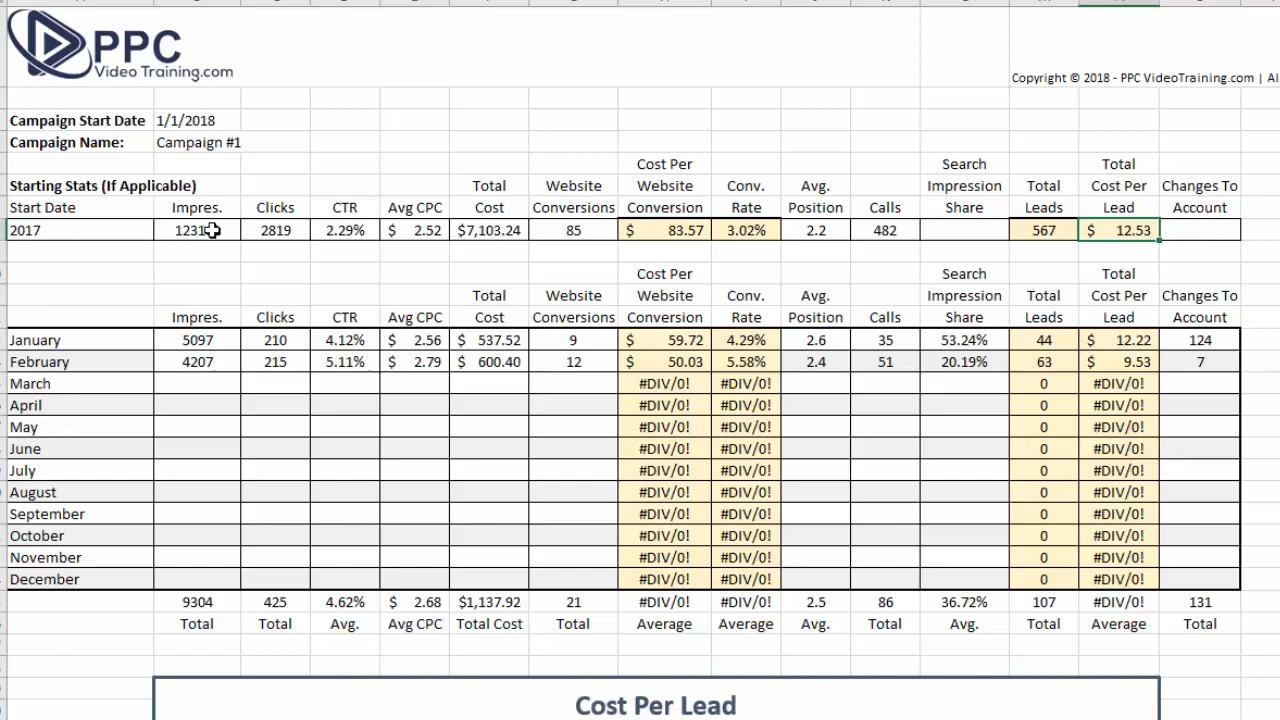 PPC
Video Training.com
Copyright © 2018 - PPC VideoTraining.com | Al
Campaign Start Date 1/1/2018
Campaign Name: Campaign #1
Cost Per Search Total
Starting Stats (If Applicable) Total Website Website Conv. Avg. Impression Total Cost Per Changes To
Start Date Impres. Clicks CTR Avg CPC Cost Conversions Conversion Rate Position Calls Share Leads Lead Account
2017 1231 2819 2.29% $ 2.52 $7,103.24 85 $ 83.57 3.02% 2.2 482 567 $ 12.53
Cost Per Search Total
Total Website Website Conv. Avg. Impression Total Cost Per Changes To
Impres. Clicks CTR Avg CPC Cost Conversions Conversion Rate Position Calls Share Leads Lead Account
January 5097 210 4.12% $ 2.56 $ 537.52 9 $ 59.72 4.29% 2.6 35 53.24% 44 $ 12.22 124
February 4207 215 5.11% $ 2.79 $ 600.40 12 $ 50.03 5.58% 2.4 51 20.19% 63 $ 9.53 7
March #DIV/0! #DIV/0! 0 #DIV/0!
April #DIV/0! #DIV/0! 0 #DIV/0!
May #DIV/0! #DIV/0! 0 #DIV/0!
June #DIV/0! #DIV/0! 0 #DIV/0!
July #DIV/0! #DIV/0! 0 #DIV/0!
August #DIV/0! #DIV/0! 0 #DIV/0!
September #DIV/0! #DIV/0! 0 #DIV/0!
October #DIV/0! #DIV/0! 0 #DIV/0!
November #DIV/0! #DIV/0! 0 #DIV/0!
December #DIV/0! #DIV/0! 0 #DIV/0!
9304 425 4.62% $ 2.68 $1,137.92 21 #DIV/0! #DIV/0! 2.5 86 36.72% 107 #DIV/0! 131
Total Total Avg. Avg CPC Total Cost Total Average Average Avg. Total Avg. Total Average Total
Cost Per Lead